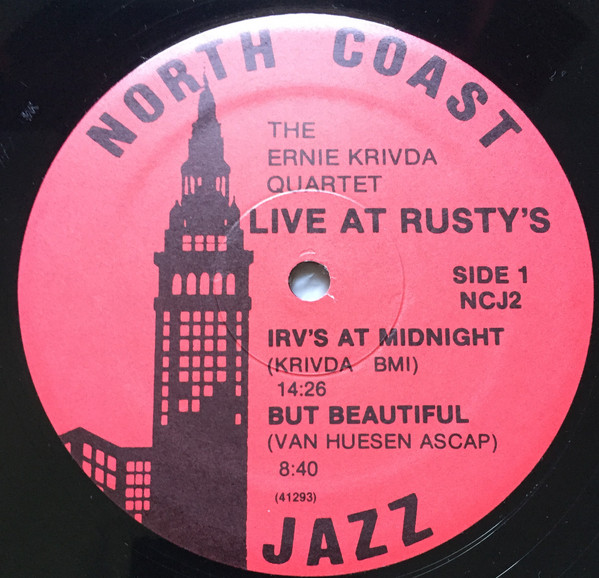 NORTH COAST
THE
ERNIE KRIVDA
QUARTET
LIVE AT RUSTY'S
SIDE 1
NCJ2
IRV'S AT MIDNIGHT
(KRIVDA BMI)
14:26
BUT BEAUTIFUL
(VAN HUESEN ASCAP)
8:40
(41293)
JAZZ